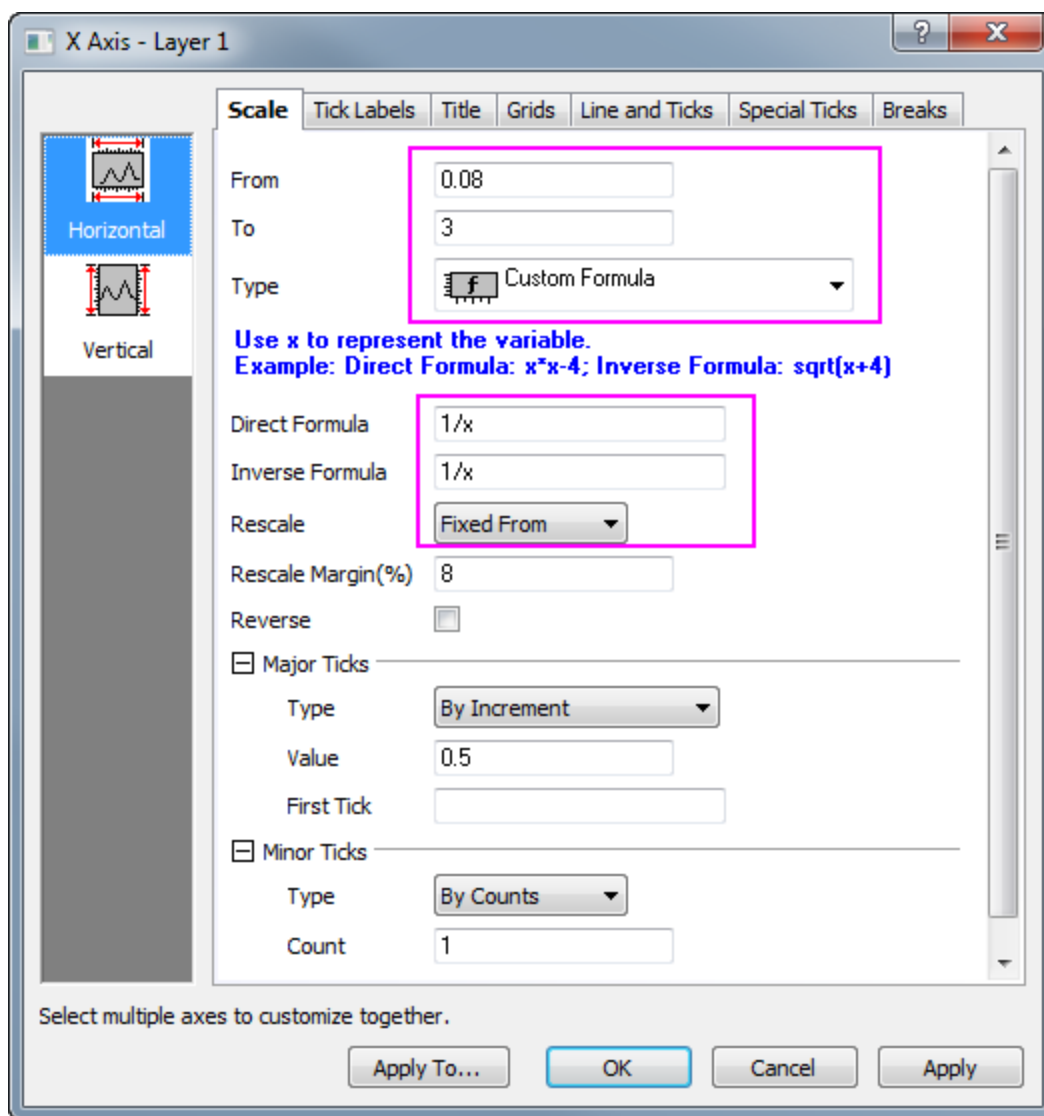 X Axis - Layer 1
Scale Tick Labels Title Grids Line and Ticks Special Ticks Breaks
Horizontal
Vertical
From 0.08
To 3
Type Custom Formula
Use x to represent the variable.
Example: Direct Formula: x*x-4; Inverse Formula: sqrt(x+4)
Direct Formula 1/x
Inverse Formula 1/x
Rescale Fixed From
Rescale Margin(%) 8
Reverse
Major Ticks
Type By Increment
Value 0.5
First Tick
Minor Ticks
Type By Counts
Count 1
Select multiple axes to customize together.
Apply To... OK Cancel Apply